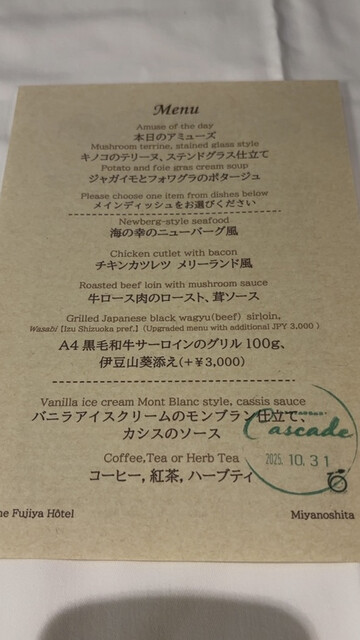 Menu
Amuse of the day
本日のアミューズ
Mushroom terrine, stained glass style
キノコのテリーヌ、ステンドグラス仕立て
Potato and foie gras cream soup
ジャガイモとフォワグラのポタージュ
Please choose one item from dishes below
メインディッシュをお選びください
Newberg-style seafood
海の幸のニューバーグ風
Chicken cutlet with bacon
チキンカツレツ メリーランド風
Roasted beef loin with mushroom sauce
牛ロース肉のロースト、茸ソース
Grilled Japanese black wagyu(beef) sirloin,
Wasabi【Izu Shizuoka pref.】(Upgraded menu with additional JPY 3,000 )
A4 黒毛和牛サーロインのグリル 100g、
伊豆山葵添え(+¥3,000)
Vanilla ice cream Mont Blanc style, cassis sauce
バニラアイスクリームのモンブラン仕立て、
カシスのソース
Cascade
2025. 10. 31
Coffee,Tea or Herb Tea
コーヒー, 紅茶, ハーブティ
Fujiya Hôtel
Miyanoshita